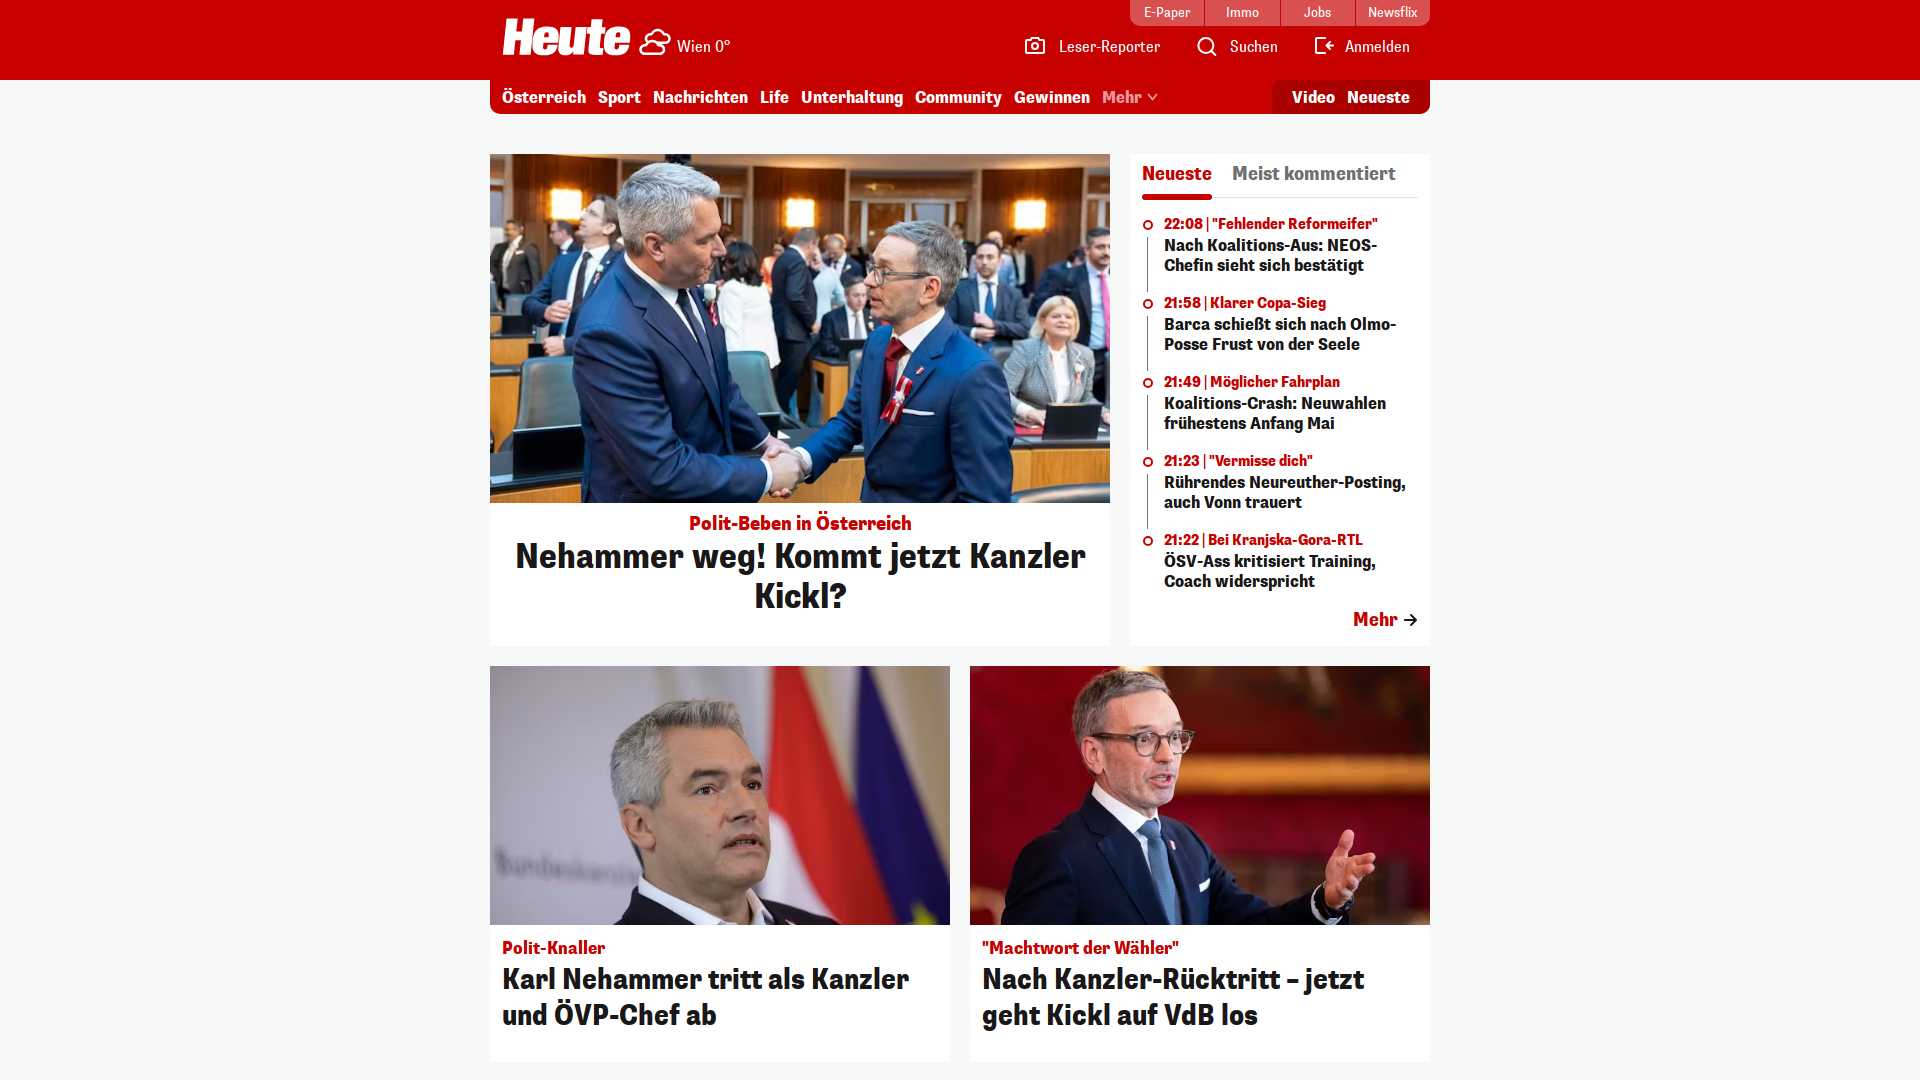 E-Paper
Immo
Jobs
Newsflix
Heute
Wien 0°
Leser-Reporter
Suchen
Anmelden
Österreich
Sport
Nachrichten
Life
Unterhaltung
Community
Gewinnen
Mehr
Video
Neueste
Polit-Beben in Österreich
Nehammer weg! Kommt jetzt Kanzler
Kickl?
Neueste
Meist kommentiert
22:08 | "Fehlender Reformeifer"
Nach Koalitions-Aus: NEOS-
Chefin sieht sich bestätigt
21:58 | Klarer Copa-Sieg
Barca schießt sich nach Olmo-
Posse Frust von der Seele
21:49 | Möglicher Fahrplan
Koalitions-Crash: Neuwahlen
frühestens Anfang Mai
21:23 | "Vermisse dich"
Rührendes Neureuther-Posting,
auch Vonn trauert
21:22 | Bei Kranjska-Gora-RTL
ÖSV-Ass kritisiert Training,
Coach widerspricht
Mehr
Bundeskanzle
Polit-Knaller
Karl Nehammer tritt als Kanzler
und ÖVP-Chef ab
"Machtwort der Wähler"
Nach Kanzler-Rücktritt – jetzt
geht Kickl auf VdB los